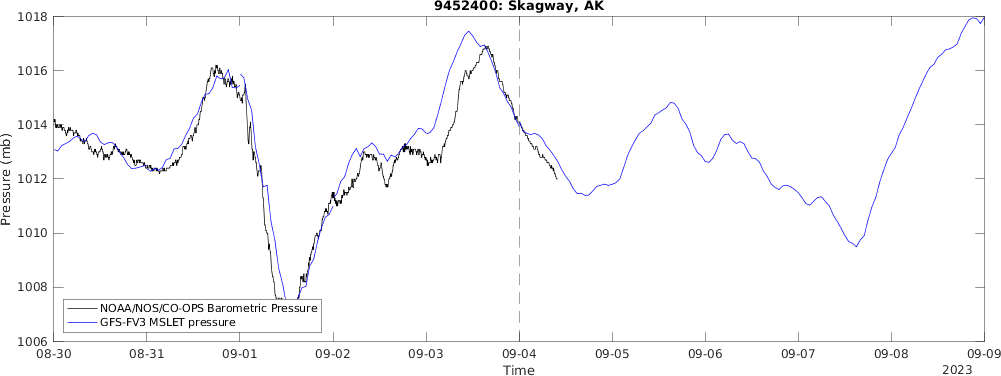 9452400: Skagway, AK
Pressure (mb)
1018
1016
1014
1012
1010
1008
1006
NOAA/NOS/CO-OPS Barometric Pressure
GFS-FV3 MSLET pressure
08-30 08-31 09-01 09-02 09-03 09-04 09-05 09-06 09-07 09-08 09-09
Time
2023